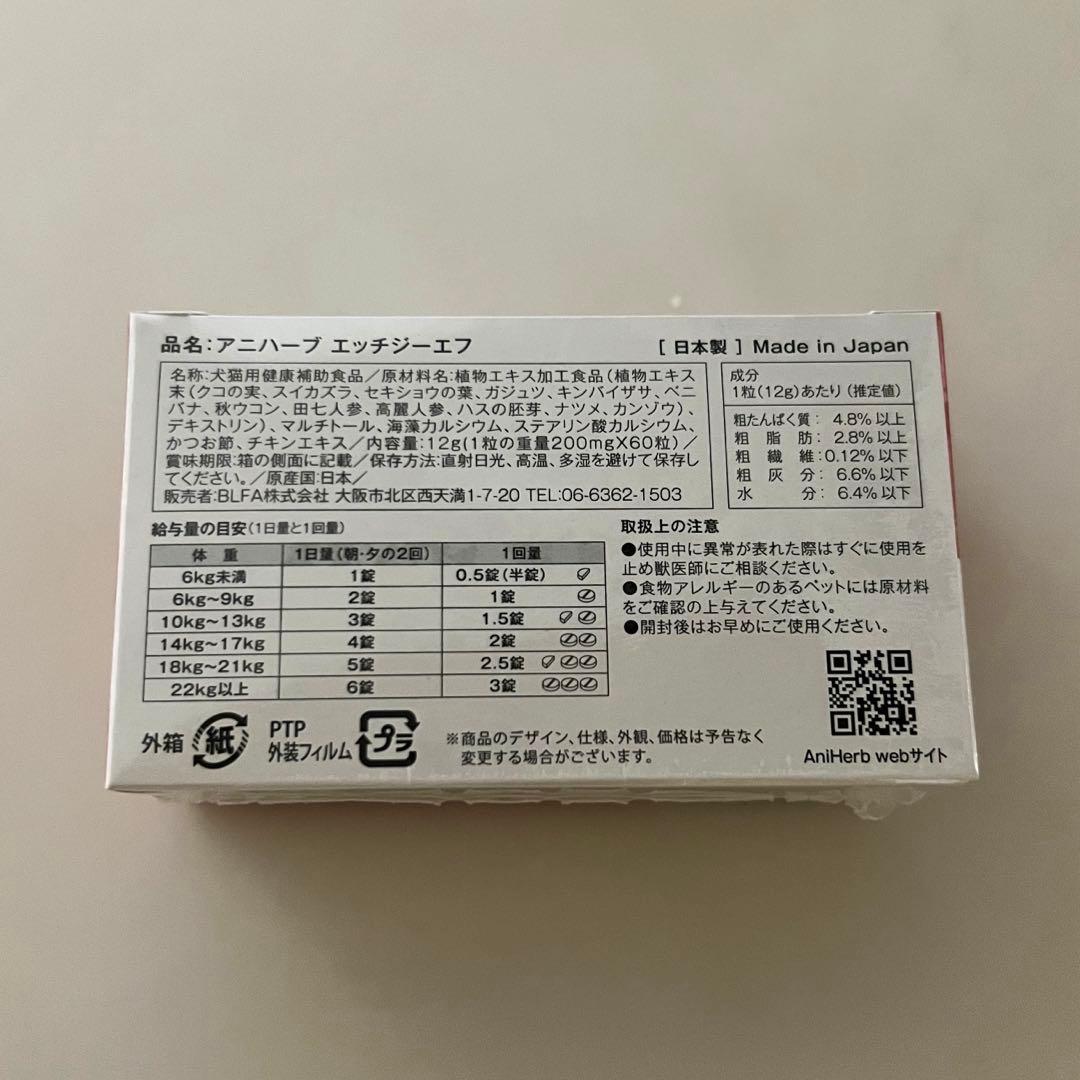 品名:アニハーブ エッチジーエフ
[ 日本製 ] Made in Japan
名称:犬猫用健康補助食品／原材料名:植物エキス加工食品(植物エキス
末(クコの実、スイカズラ、セキショウの葉、ガジュツ、キンバイザサ、ベニ
バナ、秋ウコン、田七人参、高麗人参、ハスの胚芽、ナツメ、カンゾウ)、
デキストリン)、マルチトール、海藻カルシウム、ステアリン酸カルシウム、
かつお節、チキンエキス／内容量:12g(1粒の重量200mgX60粒)／
賞味期限:箱の側面に記載／保存方法:直射日光、高温、多湿を避けて保存し
てください。／原産国:日本／
販売者:BLFA株式会社 大阪市北区西天満1-7-20 TEL:06-6362-1503
成分
1粒(12g)あたり (推定値)
粗たんぱく質: 4.8%以上
粗 脂 肪: 2.8%以上
粗 繊 維:0.12%以下
粗 灰 分: 6.6%以下
水 分: 6.4%以下
給与量の目安(1日量と1回量)
体 重 1日量(朝・夕の2回) 1回量
6kg未満 1錠 0.5錠(半錠)
6kg～9kg 2錠 1錠
10kg～13kg 3錠 1.5錠
14kg～17kg 4錠 2錠
18kg～21kg 5錠 2.5錠
22kg以上 6錠 3錠
取扱上の注意
●使用中に異常が表れた際はすぐに使用を
止め獣医師にご相談ください。
●食物アレルギーのあるペットには原材料
をご確認の上与えてください。
●開封後はお早めにご使用ください。
外箱 紙 PTP
外装フィルム プラ
※商品のデザイン、仕様、外観、価格は予告なく
変更する場合がございます。
AniHerb webサイト